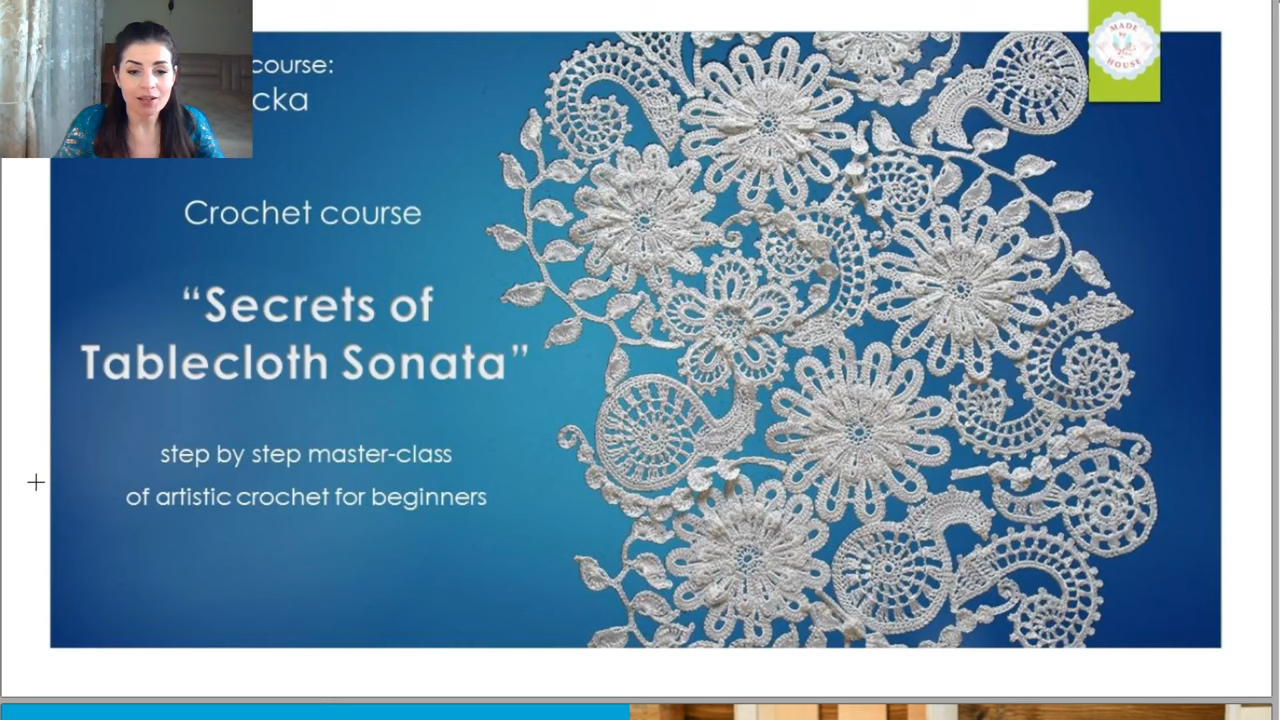 course:
cka
Crochet course
“Secrets of
Tablecloth Sonata”
step by step master-class
of artistic crochet for beginners
MADE
by
HOUSE